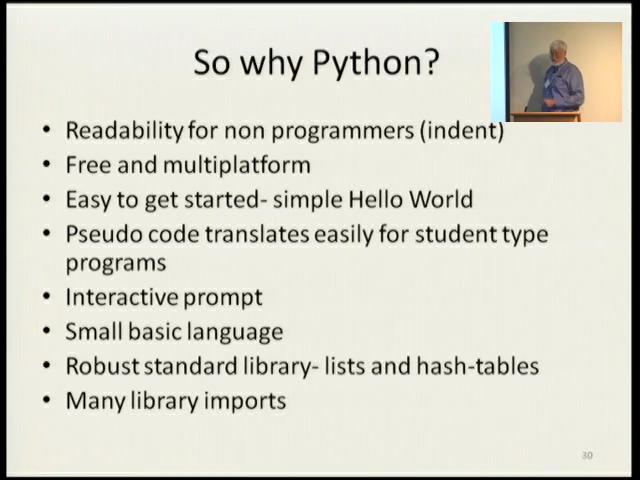 So why Python?
• Readability for non programmers (indent)
• Free and multiplatform
• Easy to get started- simple Hello World
• Pseudo code translates easily for student type
programs
• Interactive prompt
• Small basic language
• Robust standard library- lists and hash-tables
• Many library imports
30